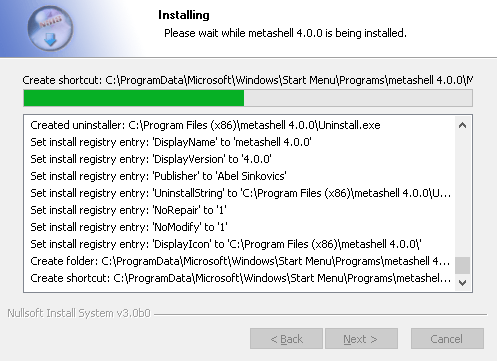 Installing
Please wait while metashell 4.0.0 is being installed.
Create shortcut: C:\ProgramData\Microsoft\Windows\Start Menu\Programs\metashell 4.0.0\M
Created uninstaller: C:\Program Files (x86)\metashell 4.0.0\Uninstall.exe
Set install registry entry: 'DisplayName' to 'metashell 4.0.0'
Set install registry entry: 'DisplayVersion' to '4.0.0'
Set install registry entry: 'Publisher' to 'Abel Sinkovics'
Set install registry entry: 'UninstallString' to 'C:\Program Files (x86)\metashell 4.0.0\U...
Set install registry entry: 'NoRepair' to '1'
Set install registry entry: 'NoModify' to '1'
Set install registry entry: 'DisplayIcon' to 'C:\Program Files (x86)\metashell 4.0.0\'
Create folder: C:\ProgramData\Microsoft\Windows\Start Menu\Programs\metashell 4...
Create shortcut: C:\ProgramData\Microsoft\Windows\Start Menu\Programs\metashel...
Nullsoft Install System v3.0b0
< Back
Next >
Cancel